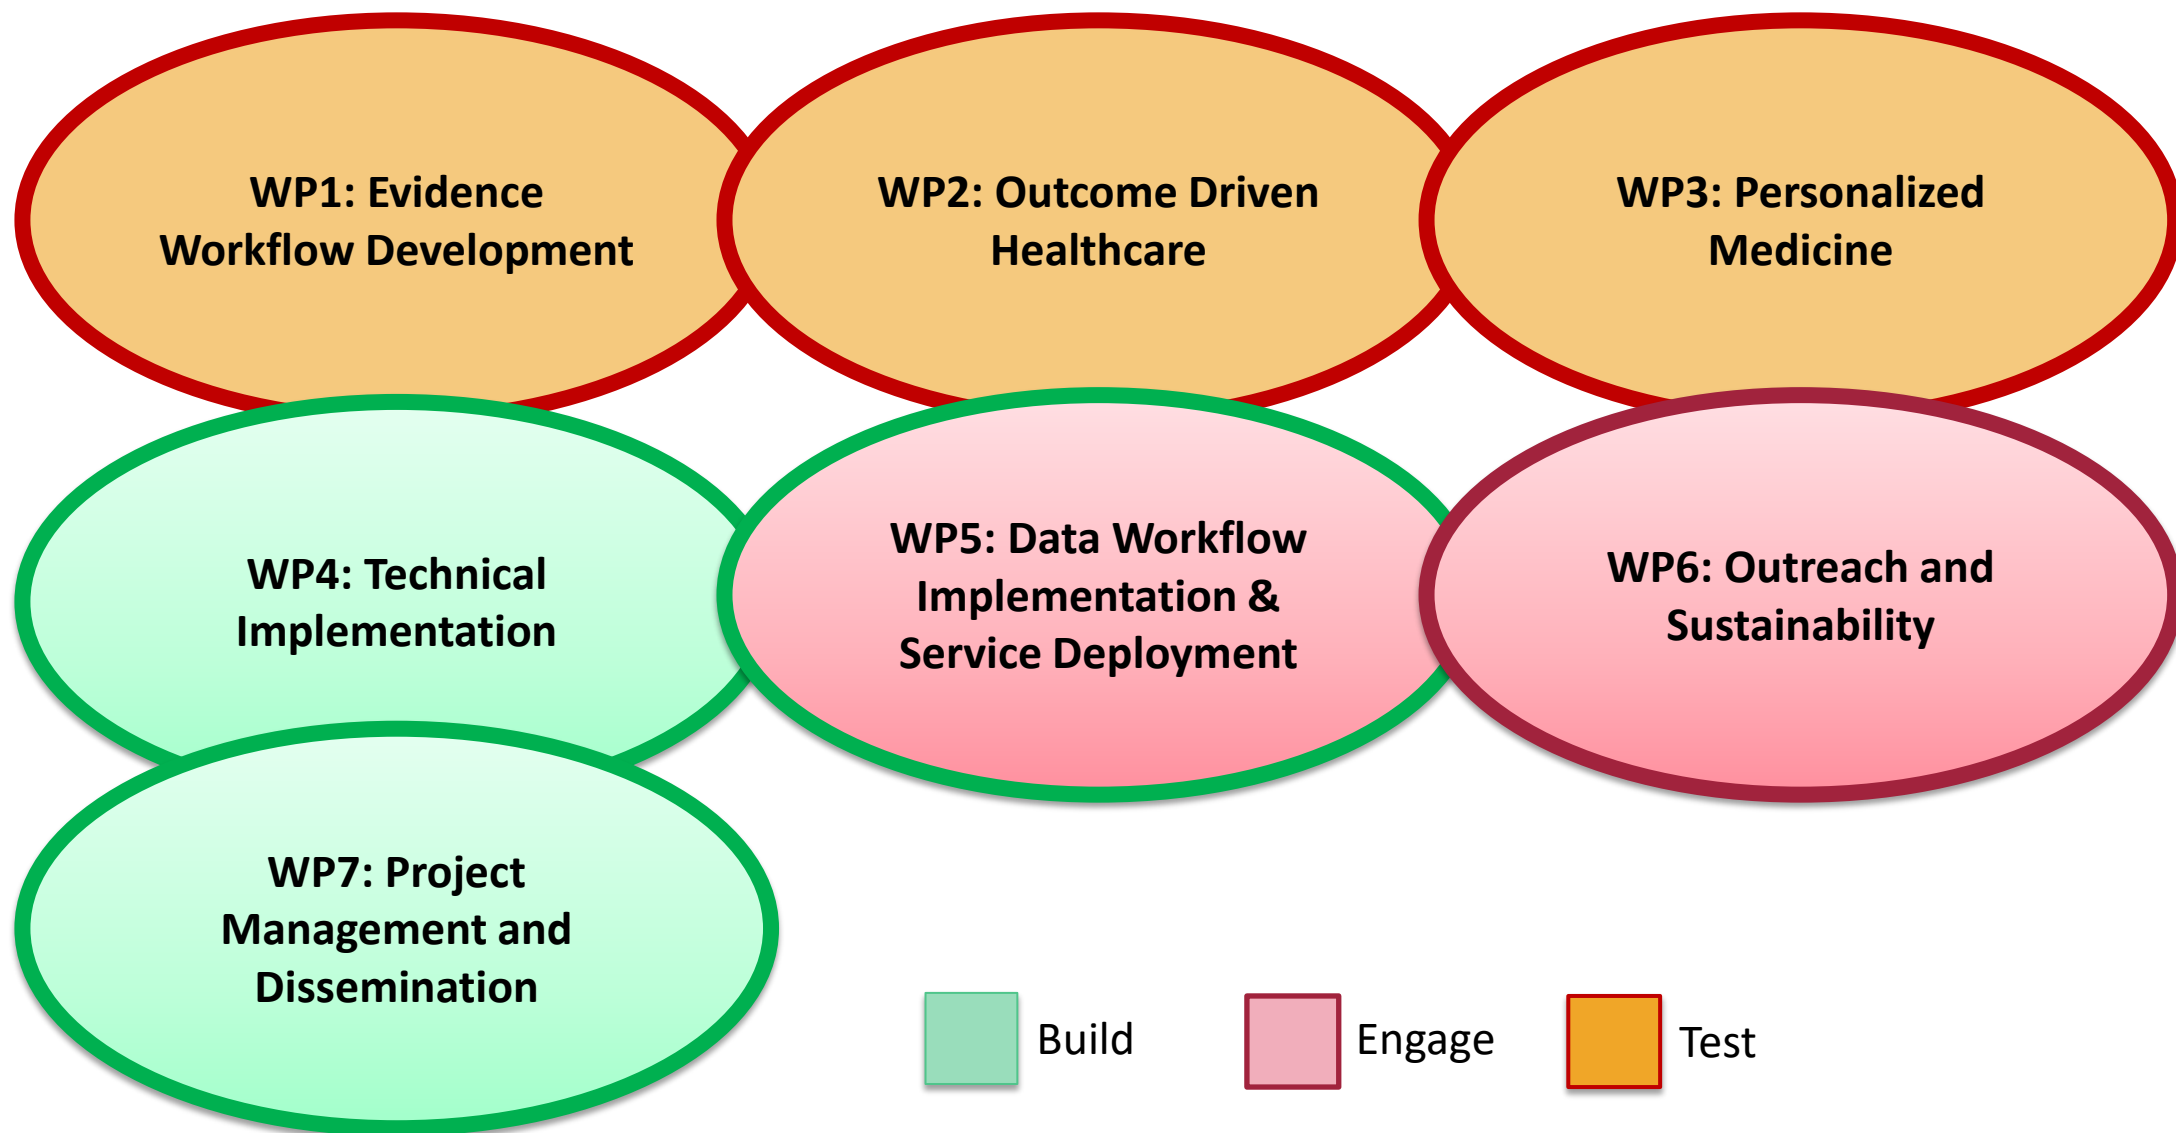 WP1: Evidence
Workflow Development
WP2: Outcome Driven
Healthcare
WP3: Personalized
Medicine
WP4: Technical
Implementation
WP5: Data Workflow
Implementation &
Service Deployment
WP6: Outreach and
Sustainability
WP7: Project
Management and
Dissemination
Build
Engage
Test